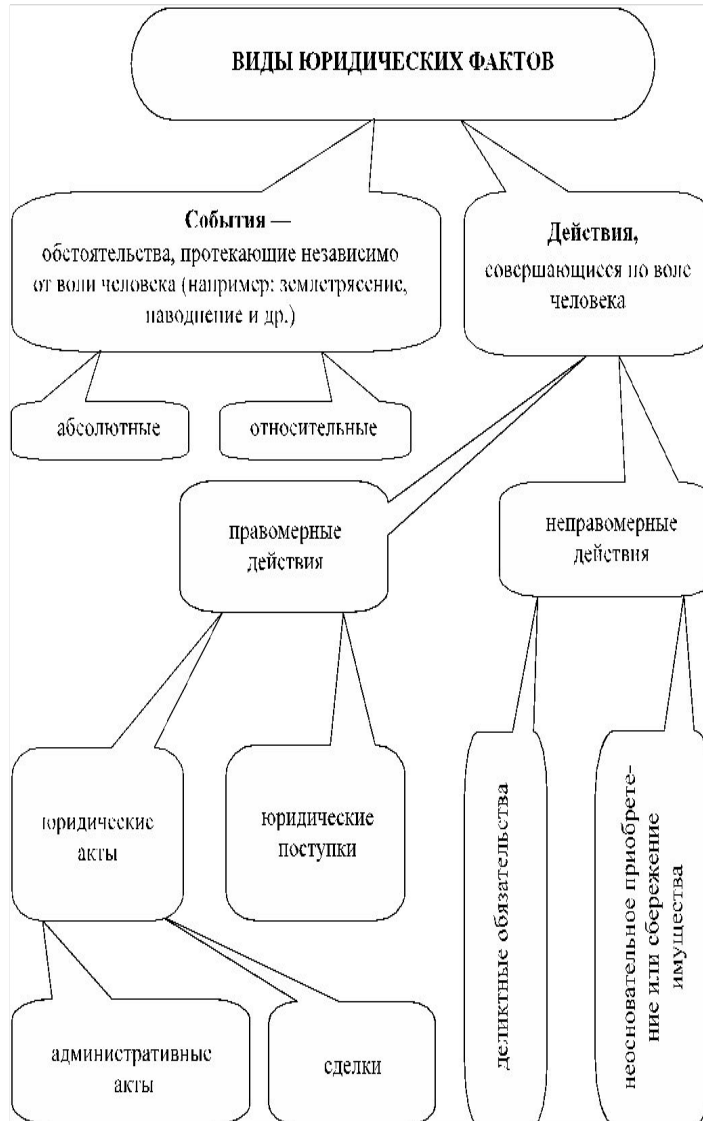 ВИДЫ ЮРИДИЧЕСКИХ ФАКТОВ
События —
обстоятельства, протекающие независимо
от воли человека (например: землетрясение,
наводнение и др.)
Действия,
совершающиеся по воле
человека
абсолютные
относительные
правомерные
действия
неправомерные
действия
юридические
акты
юридические
поступки
деликтные обязательства
неосновательное приобрете-
ние или сбережение
имущества
административные
акты
сделки